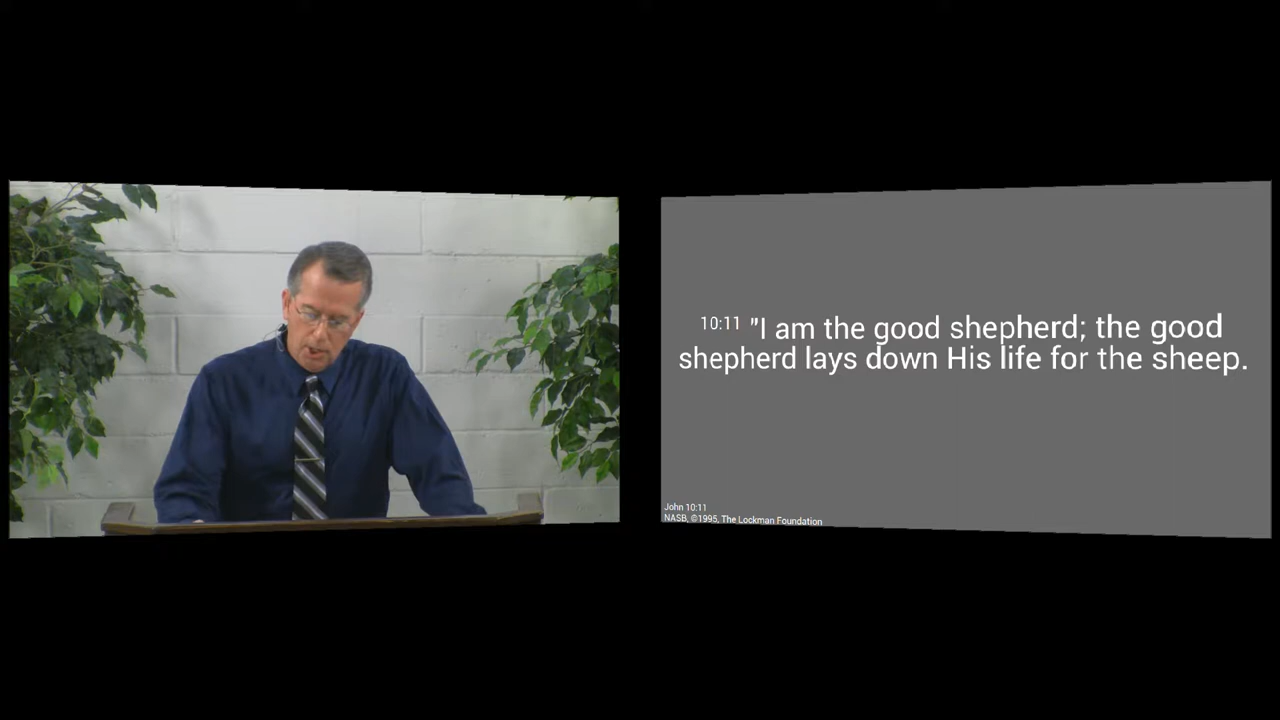 10:11 "I am the good shepherd; the good
shepherd lays down His life for the sheep.
John 10:11
NASB, ©1995, The Lockman Foundation